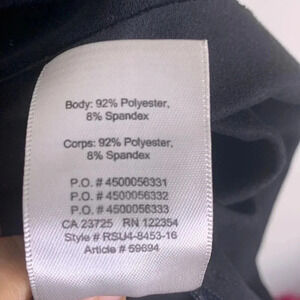 Body: 92% Polyester,
8% Spandex
Corps: 92% Polyester,
8% Spandex
P.O. # 4500056331
P.O. # 4500056332
P.O. # 4500056333
CA 23725 RN 122354
Style # RSU4-8453-16
Article # 59694